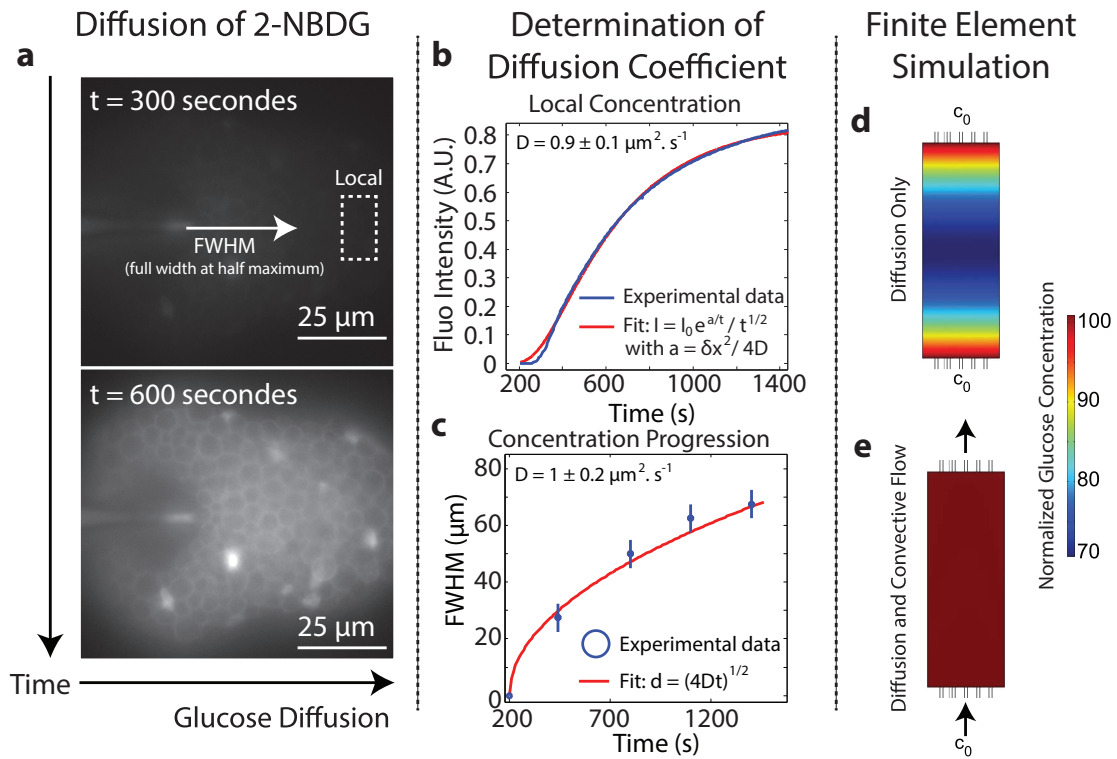 Diffusion of 2-NBDG
a
t = 300 secondes
Local
FWHM
(full width at half maximum)
25 µm
t = 600 secondes
25 µm
Time
Glucose Diffusion
Determination of
Diffusion Coefficient
b
Local Concentration
D = 0.9 ± 0.1 µm². s⁻¹
Fluo Intensity (A.U.)
0.8
0.7
0.6
0.5
0.4
0.3
0.2
0.1
0
Experimental data
Fit: I = I₀e^{a/t} / t^{1/2}
with a = δx² / 4D
200 600 1000 1400
Time (s)
c
Concentration Progression
D = 1 ± 0.2 µm². s⁻¹
FWHM (µm)
80
60
40
20
0
Experimental data
Fit: d = (4Dt)^{1/2}
200 700 1200
Time (s)
Finite Element
Simulation
d
c₀
Diffusion Only
c₀
e
Diffusion and Convective Flow
c₀
Normalized Glucose Concentration
100
90
80
70